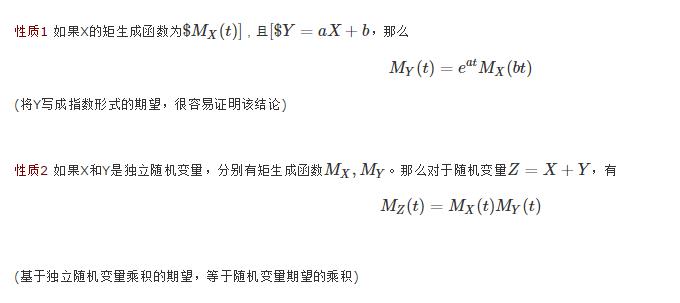 性质1 如果X的矩生成函数为$M_X(t)]，且[$Y = aX + b，那么
M_Y(t) = e^{at}M_X(bt)
(将Y写成指数形式的期望，很容易证明该结论)
性质2 如果X和Y是独立随机变量，分别有矩生成函数M_X, M_Y。那么对于随机变量Z = X + Y，有
M_Z(t) = M_X(t)M_Y(t)
(基于独立随机变量乘积的期望，等于随机变量期望的乘积)